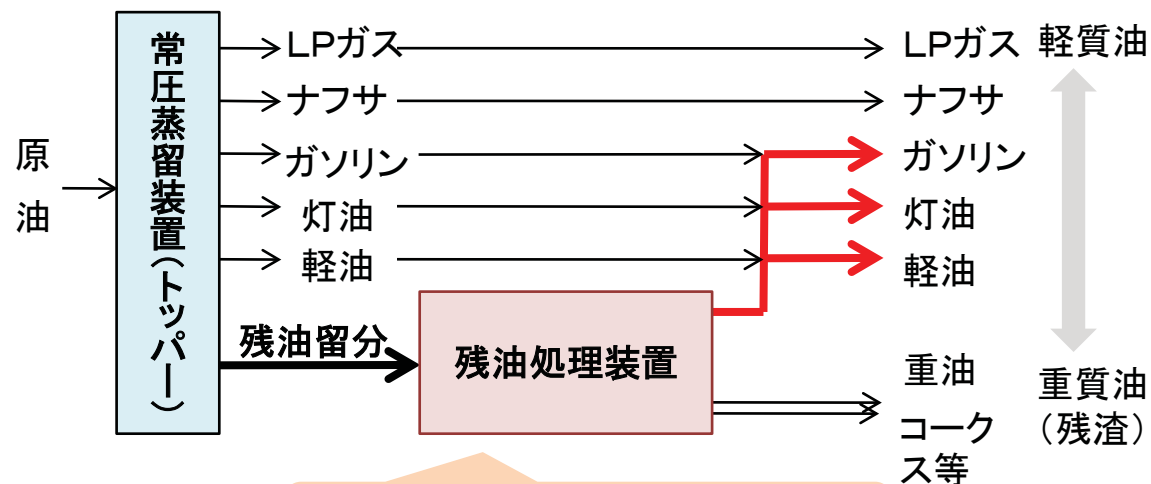 原油
常圧蒸留装置(トッパー)
LPガス
ナフサ
ガソリン
灯油
軽油
残油留分
残油処理装置
LPガス
ナフサ
ガソリン
灯油
軽油
重油
コーク
ス等
軽質油
重質油
(残渣)